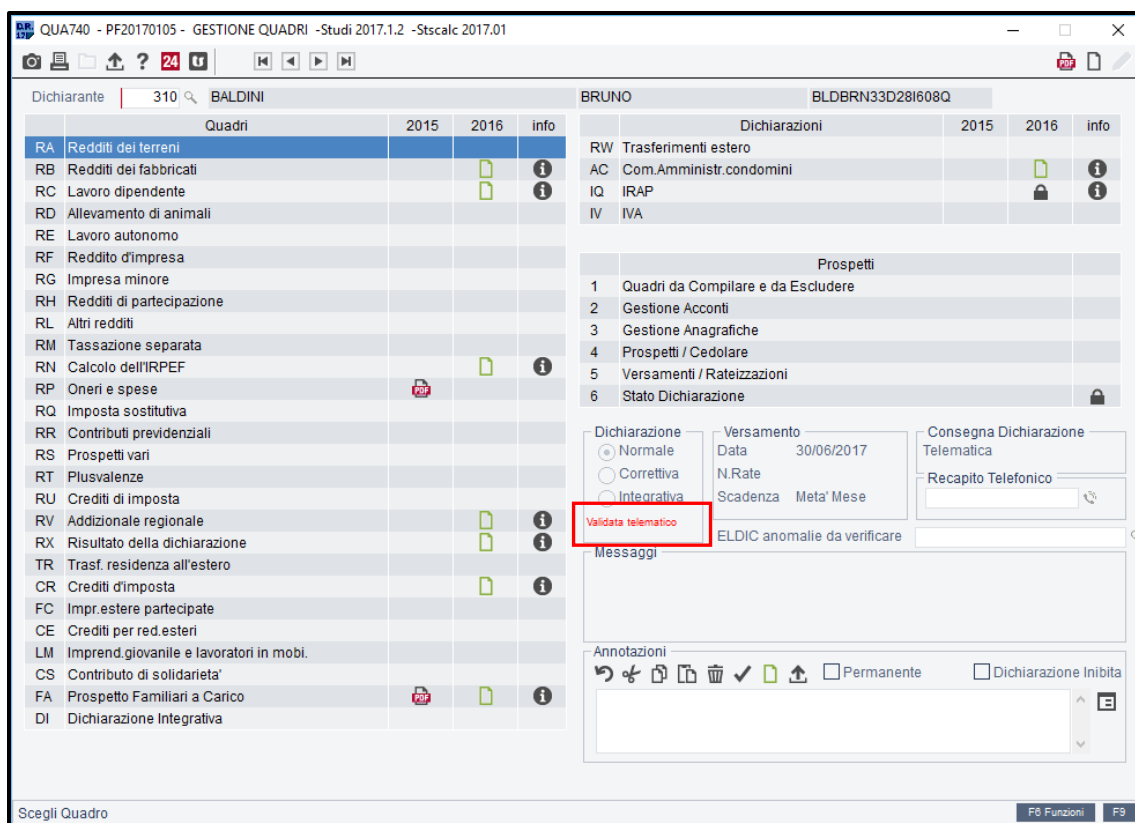 QUA740 - PF20170105 - GESTIONE QUADRI -Studi 2017.1.2 -Stscalc 2017.01
? 24
PDF
Dichiarante 310 BALDINI BRUNO BLDBRN33D28I608Q
Quadri 2015 2016 info
RA Redditi dei terreni
RB Redditi dei fabbricati
RC Lavoro dipendente
RD Allevamento di animali
RE Lavoro autonomo
RF Reddito d'impresa
RG Impresa minore
RH Redditi di partecipazione
RL Altri redditi
RM Tassazione separata
RN Calcolo dell'IRPEF
RP Oneri e spese PDF
RQ Imposta sostitutiva
RR Contributi previdenziali
RS Prospetti vari
RT Plusvalenze
RU Crediti di imposta
RV Addizionale regionale
RX Risultato della dichiarazione
TR Trasf. residenza all'estero
CR Crediti d'imposta
FC Impr.estere partecipate
CE Crediti per red.esteri
LM Imprend.giovanile e lavoratori in mobi.
CS Contributo di solidarieta'
FA Prospetto Familiari a Carico PDF
DI Dichiarazione Integrativa
Dichiarazioni 2015 2016 info
RW Trasferimenti estero
AC Com.Amministr.condomini
IQ IRAP
IV IVA
Prospetti
1 Quadri da Compilare e da Escludere
2 Gestione Acconti
3 Gestione Anagrafiche
4 Prospetti / Cedolare
5 Versamenti / Rateizzazioni
6 Stato Dichiarazione
Dichiarazione
Normale
Correttiva
Integrativa
Validata telematico
Versamento
Data 30/06/2017
N.Rate
Scadenza Meta' Mese
Consegna Dichiarazione
Telematica
Recapito Telefonico
ELDIC anomalie da verificare
Messaggi
Annotazioni
Permanente Dichiarazione Inibita
Scegli Quadro F6 Funzioni F9